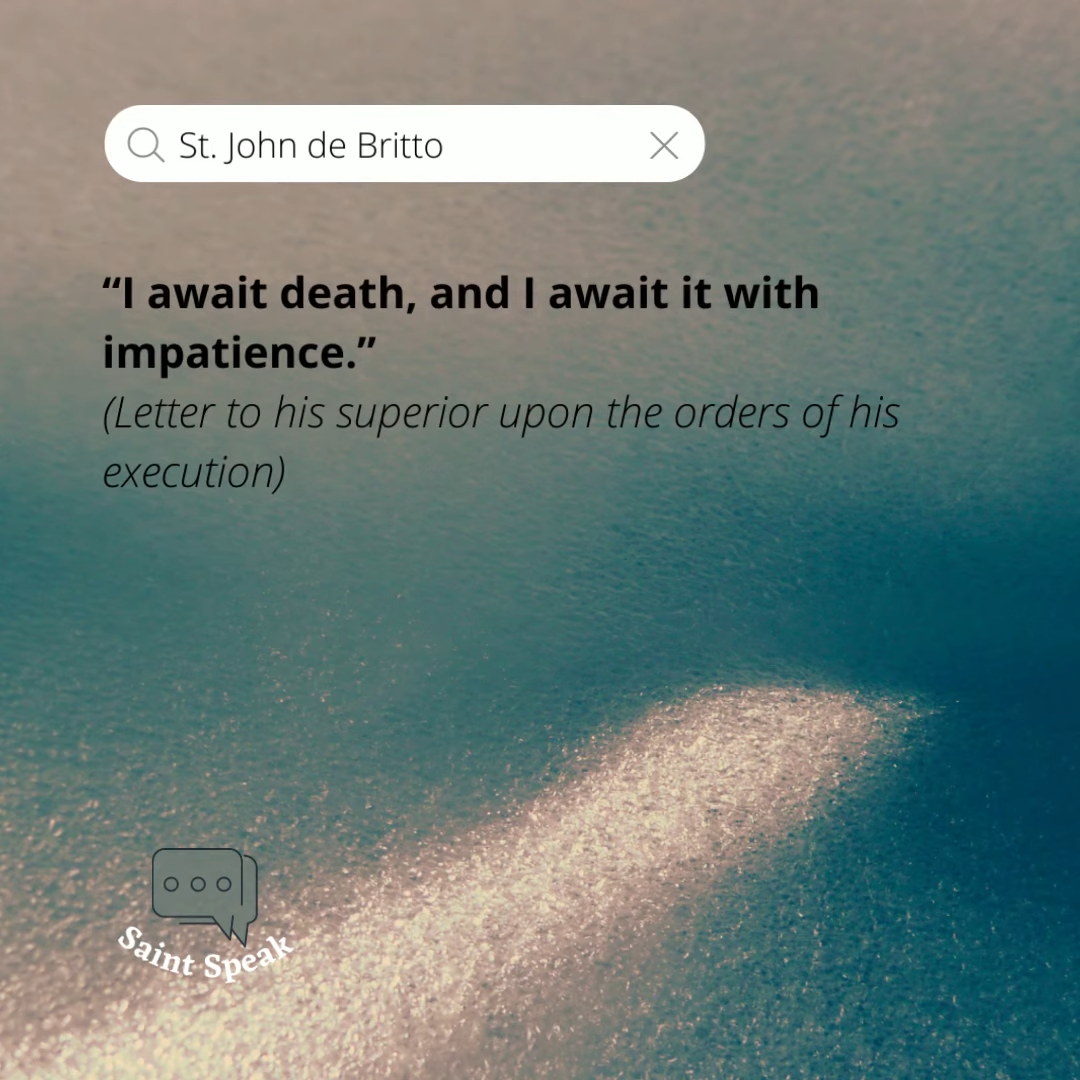 St. John de Britto
“I await death, and I await it with
impatience.”
(Letter to his superior upon the orders of his
execution)
Saint Speak